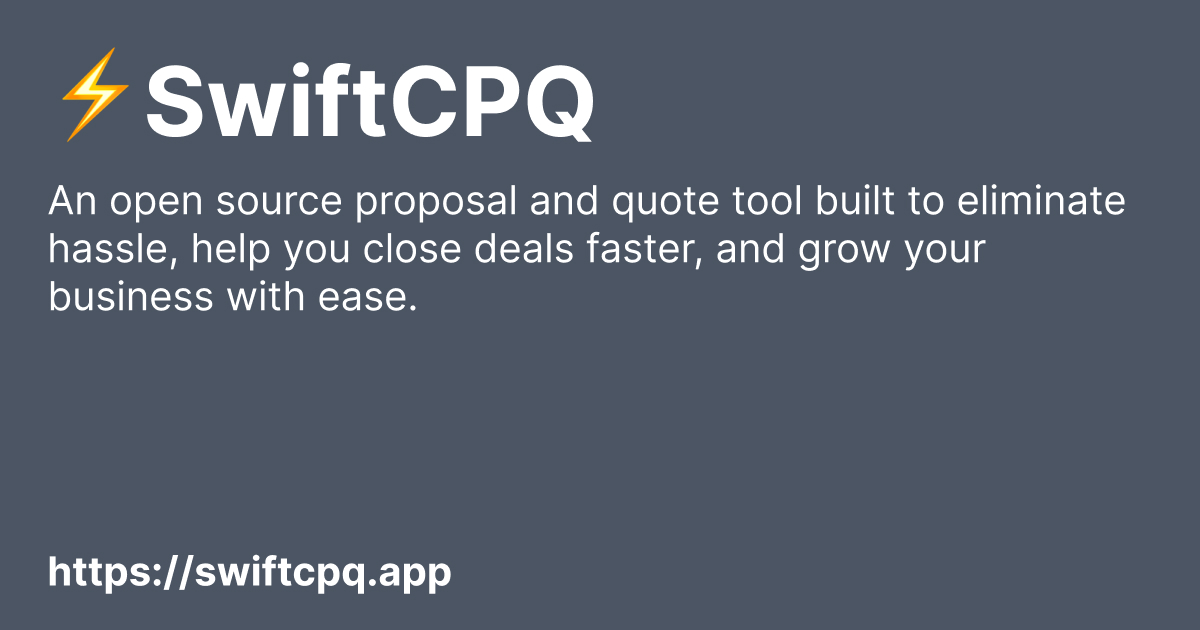 ⚡SwiftCPQ
An open source proposal and quote tool built to eliminate
hassle, help you close deals faster, and grow your
business with ease.
https://swiftcpq.app